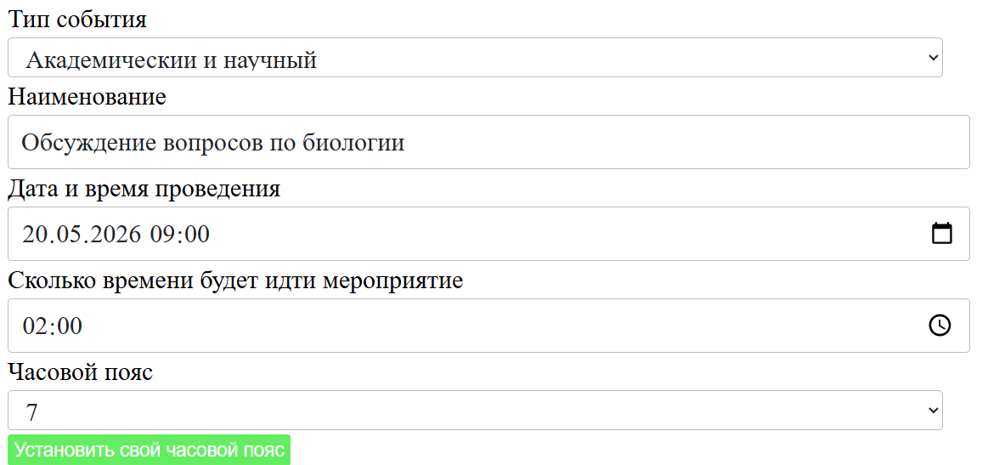 Тип события
Академическии и научный
Наименование
Обсуждение вопросов по биологии
Дата и время проведения
20.05.2026 09:00
Сколько времени будет идти мероприятие
02:00
Часовой пояс
7
Установить свой часовой пояс